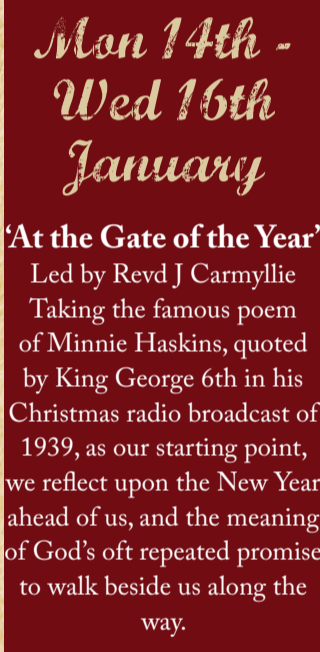 Mon 14th -
Wed 16th
January
‘At the Gate of the Year’
Led by Revd J Carmyllie
Taking the famous poem
of Minnie Haskins, quoted
by King George 6th in his
Christmas radio broadcast of
1939, as our starting point,
we reflect upon the New Year
ahead of us, and the meaning
of God’s oft repeated promise
to walk beside us along the
way.